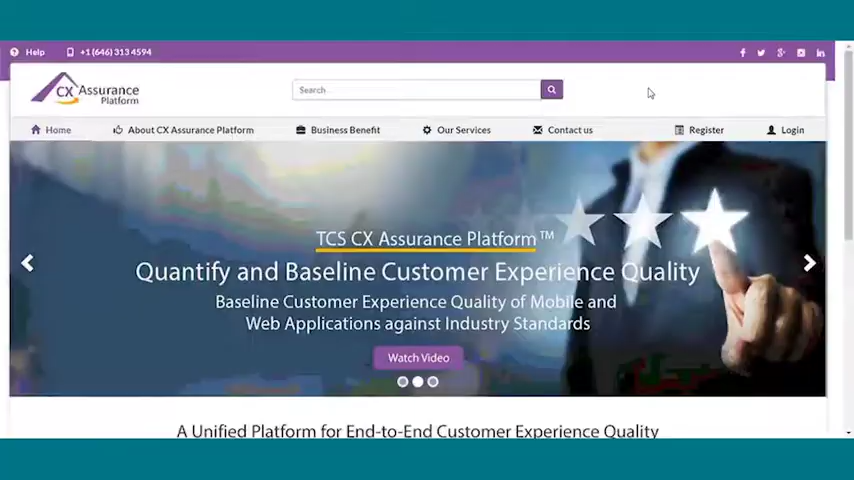 Help +1 (646) 313 4594
CX Assurance
Platform
Search...
Home About CX Assurance Platform Business Benefit Our Services Contact us Register Login
TCS CX Assurance Platform™
Quantify and Baseline Customer Experience Quality
Baseline Customer Experience Quality of Mobile and
Web Applications against Industry Standards
Watch Video
A Unified Platform for End-to-End Customer Experience Quality